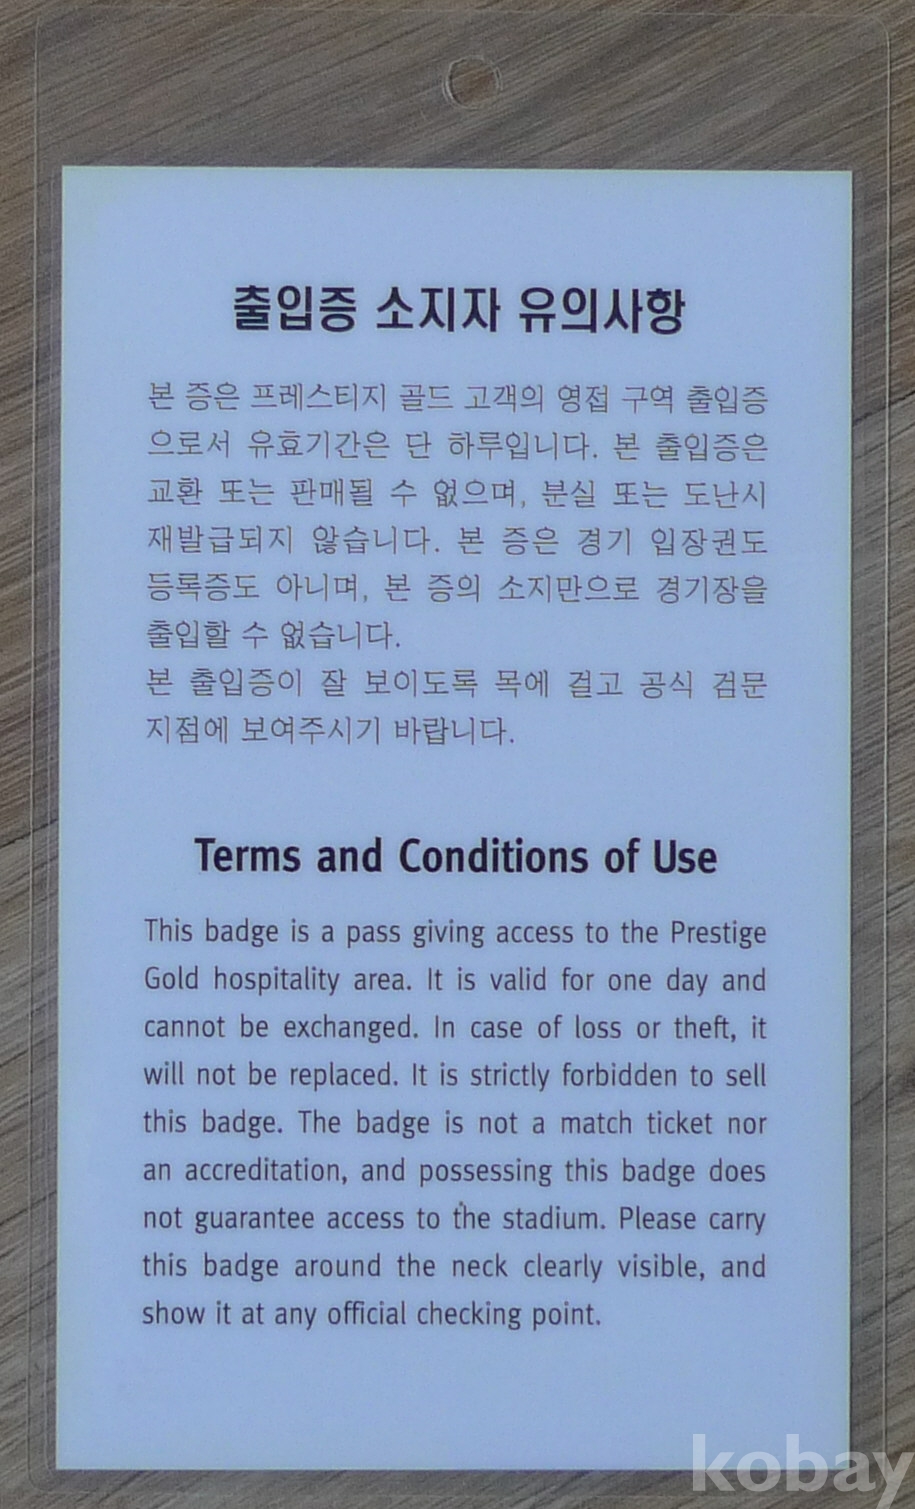 출입증 소지자 유의사항
본 증은 프레스티지 골드 고객의 영접 구역 출입증
으로서 유효기간은 단 하루입니다. 본 출입증은
교환 또는 판매될 수 없으며, 분실 또는 도난시
재발급되지 않습니다. 본 증은 경기 입장권도
등록증도 아니며, 본 증의 소지만으로 경기장을
출입할 수 없습니다.
본 출입증이 잘 보이도록 목에 걸고 공식 검문
지점에 보여주시기 바랍니다.
Terms and Conditions of Use
This badge is a pass giving access to the Prestige
Gold hospitality area. It is valid for one day and
cannot be exchanged. In case of loss or theft, it
will not be replaced. It is strictly forbidden to sell
this badge. The badge is not a match ticket nor
an accreditation, and possessing this badge does
not guarantee access to the stadium. Please carry
this badge around the neck clearly visible, and
show it at any official checking point.
kobay